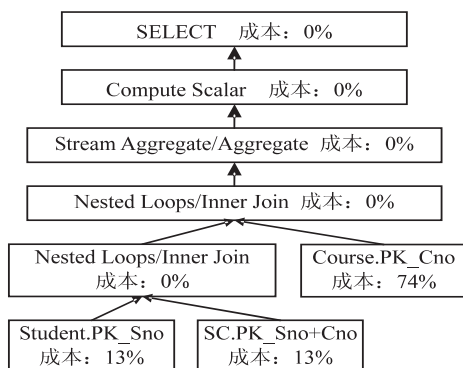 SELECT 成本：0%
Compute Scalar 成本：0%
Stream Aggregate/Aggregate 成本：0%
Nested Loops/Inner Join 成本：0%
Nested Loops/Inner Join
成本：0%
Course.PK_Cno
成本：74%
Student.PK_Sno
成本：13%
SC.PK_Sno+Cno
成本：13%